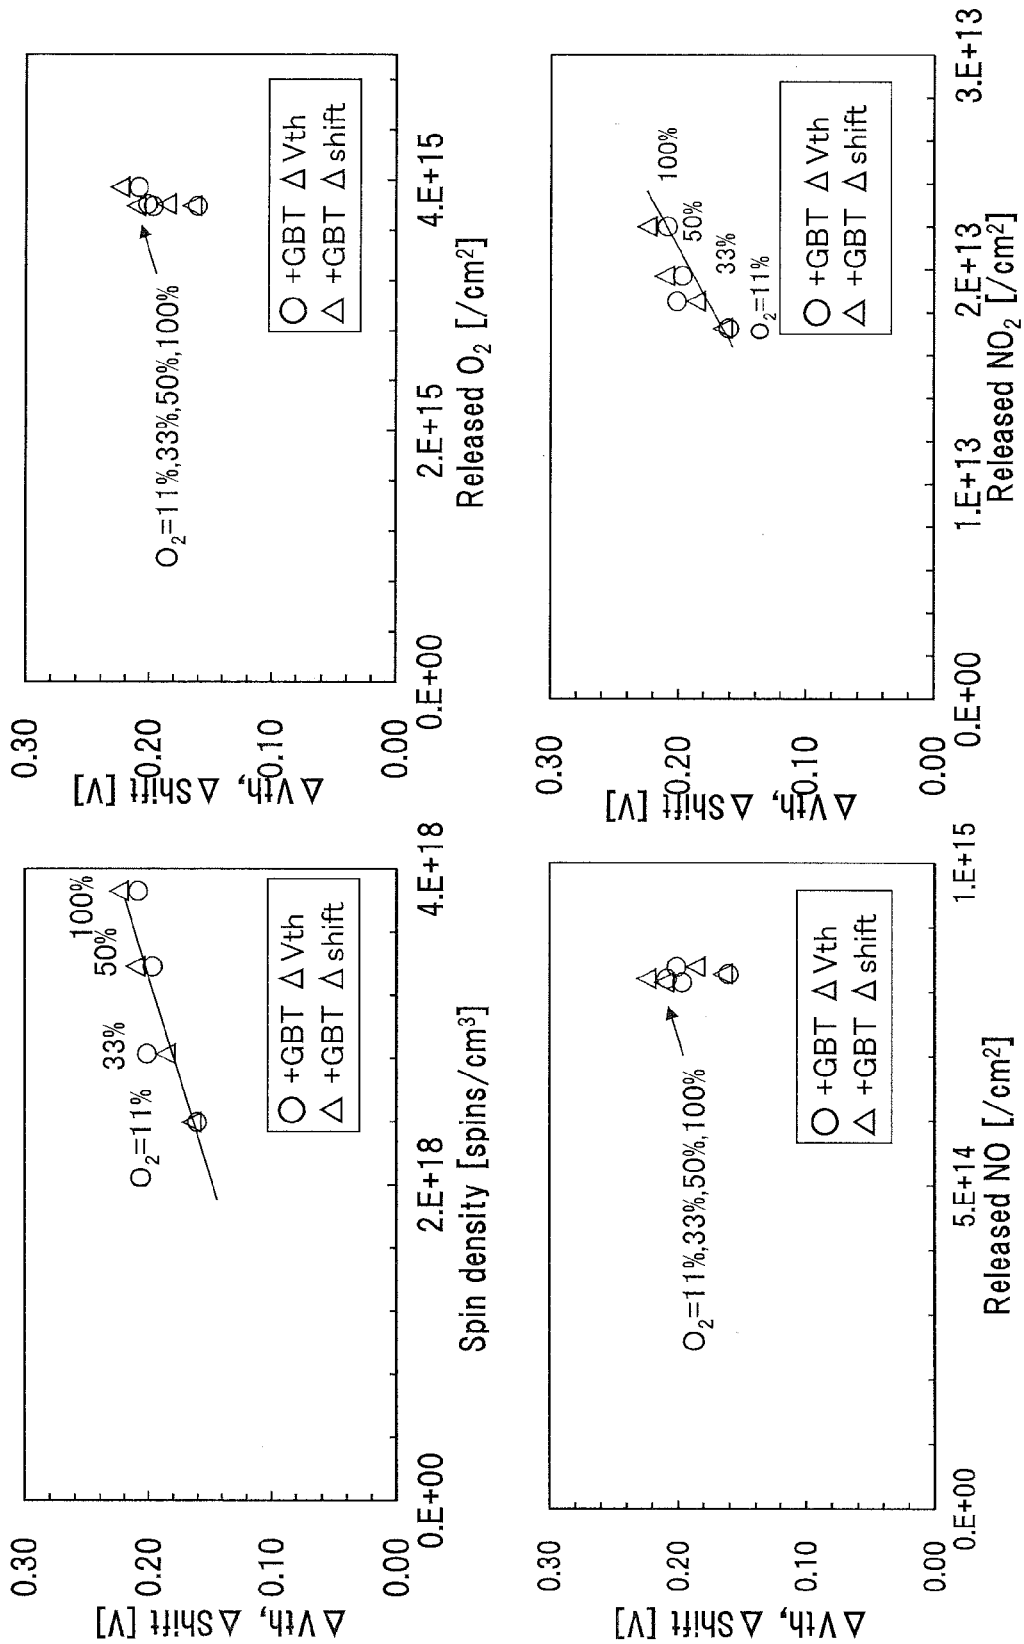 0.30
0.20
0.10
0.00
ΔVth, ΔShift [V]
0.E+00
2.E+18
4.E+18
Spin density [spins/cm³]
O₂=11%
33%
50%
100%
○ +GBT ΔVth
△ +GBT Δshift
0.30
0.20
0.10
0.00
ΔVth, ΔShift [V]
0.E+00
2.E+15
4.E+15
Released O₂ [/cm²]
O₂=11%,33%,50%,100%
○ +GBT ΔVth
△ +GBT Δshift
0.30
0.20
0.10
0.00
ΔVth, ΔShift [V]
0.E+00
5.E+14
1.E+15
Released NO [/cm²]
O₂=11%,33%,50%,100%
○ +GBT ΔVth
△ +GBT Δshift
0.30
0.20
0.10
0.00
ΔVth, ΔShift [V]
0.E+00
1.E+13
2.E+13
3.E+13
Released NO₂ [/cm²]
O₂=11%
33%
50%
100%
○ +GBT ΔVth
△ +GBT Δshift